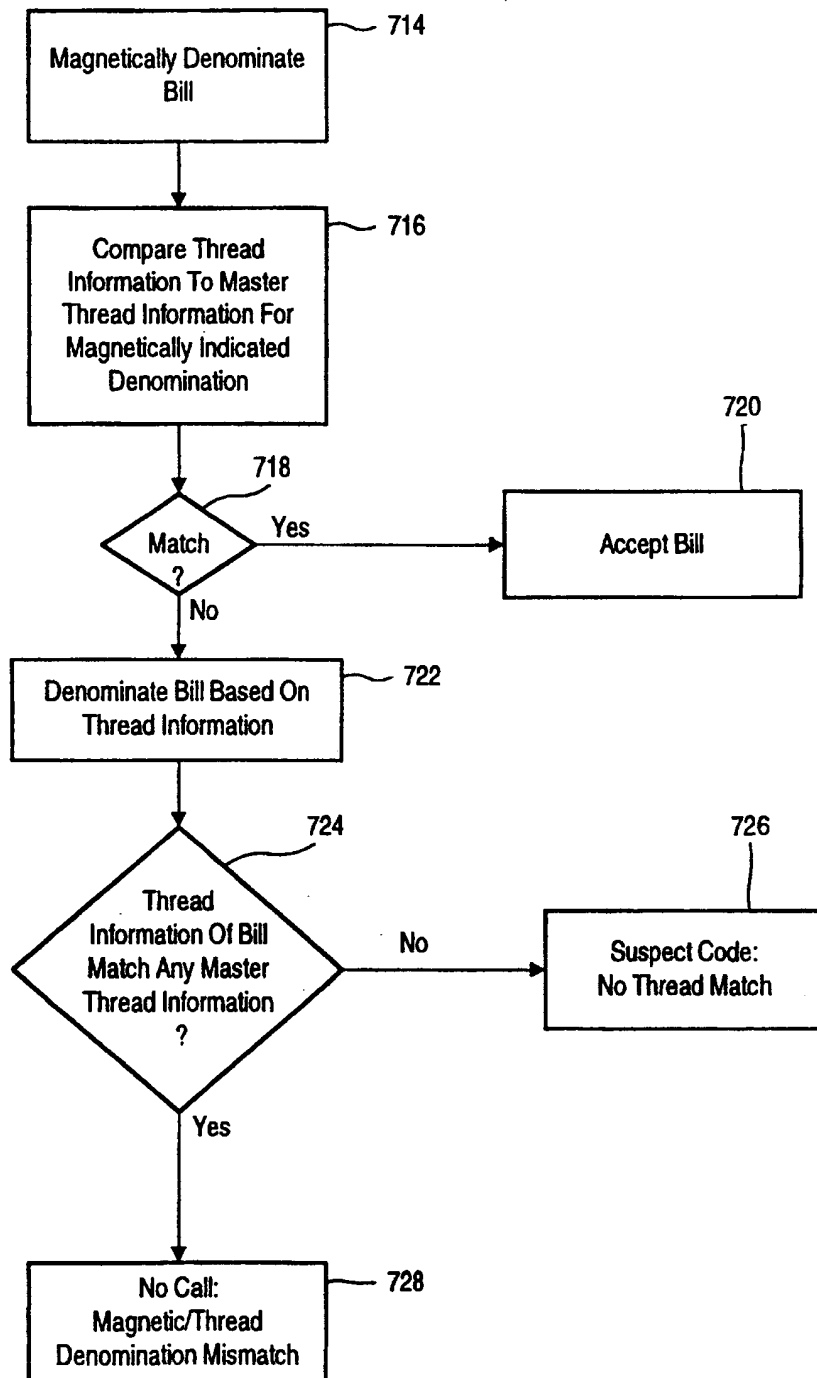 714
Magnetically Denominate
Bill
716
Compare Thread
Information To Master
Thread Information For
Magnetically Indicated
Denomination
718
Match
?
Yes
720
Accept Bill
No
722
Denominate Bill Based On
Thread Information
724
Thread
Information Of Bill
Match Any Master
Thread Information
?
No
726
Suspect Code:
No Thread Match
Yes
728
No Call:
Magnetic/Thread
Denomination Mismatch